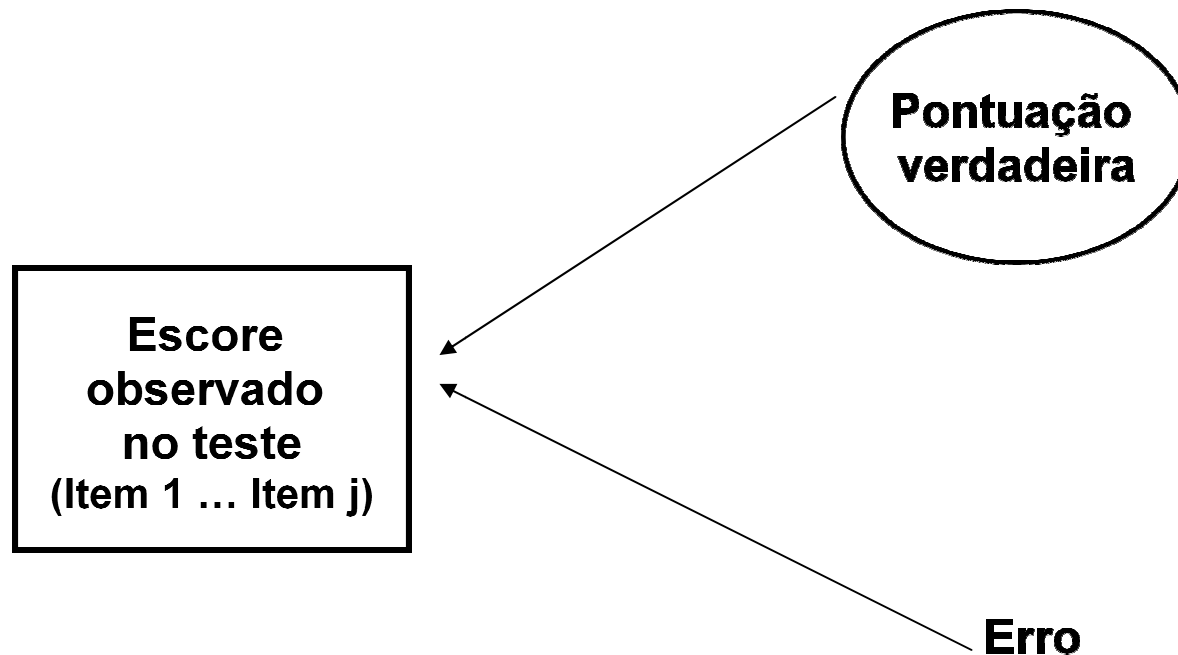 Pontuação
verdadeira
Escore
observado
no teste
(Item 1 ... Item j)
Erro